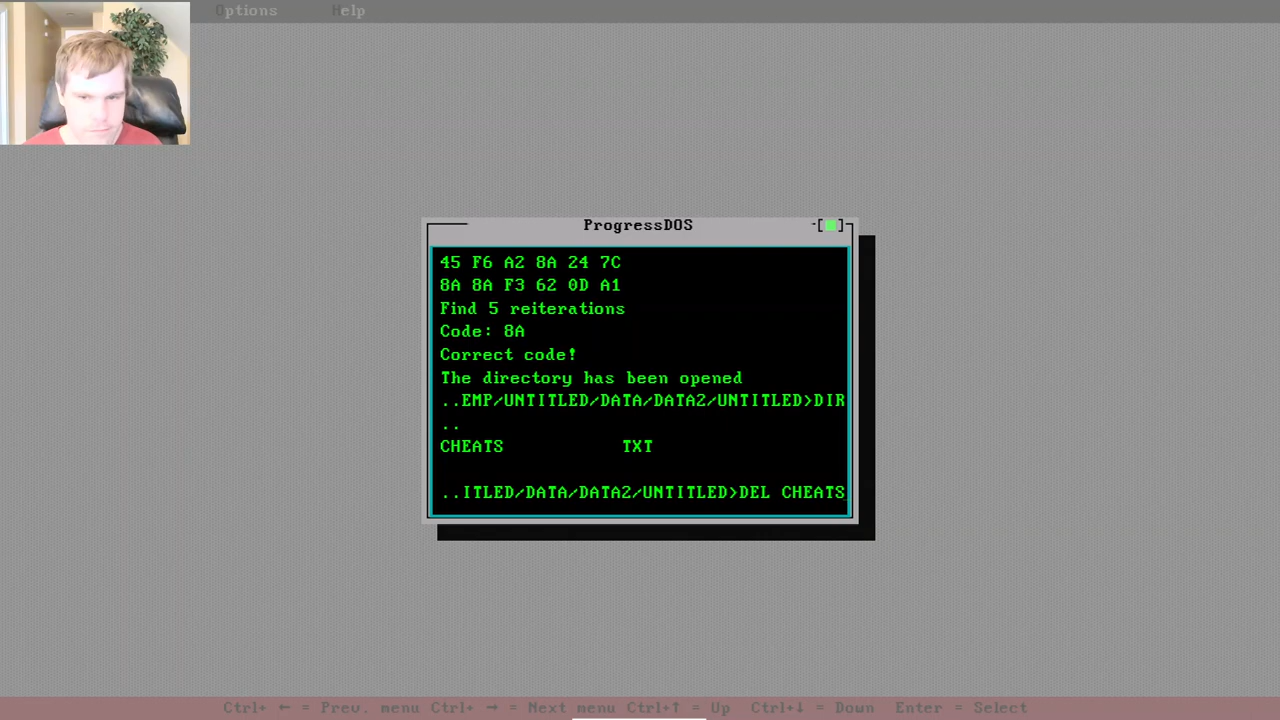 Options Help
ProgressDOS
45 F6 A2 8A 24 7C
8A 8A F3 62 0D A1
Find 5 reiterations
Code: 8A
Correct code!
The directory has been opened
..EMP/UNTITLED/DATA/DATA2/UNTITLED>DIR
..
CHEATS TXT
..ITLED/DATA/DATA2/UNTITLED>DEL CHEATS_
Ctrl+ ← = Prev. menu Ctrl+ → = Next menu Ctrl+↑ = Up Ctrl+↓ = Down Enter = Select